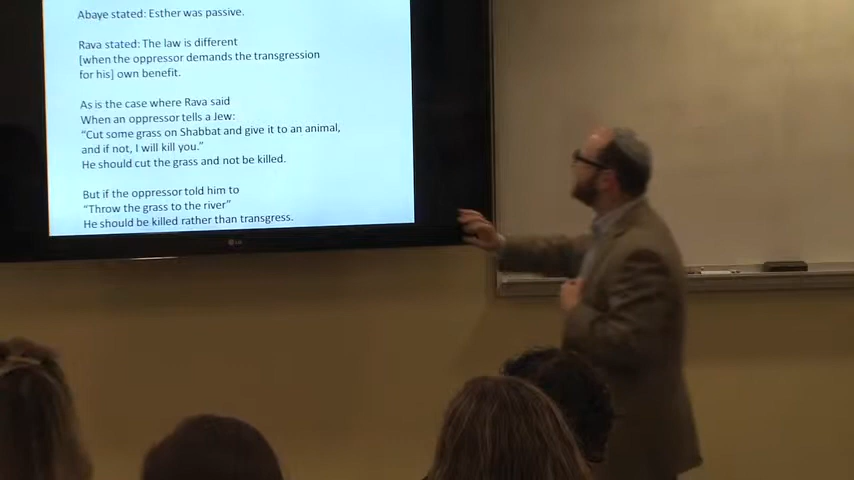 Abaye stated: Esther was passive.
Rava stated: The law is different
[when the oppressor demands the transgression
for his] own benefit.
As is the case where Rava said
When an oppressor tells a Jew:
“Cut some grass on Shabbat and give it to an animal,
and if not, I will kill you.”
He should cut the grass and not be killed.
But if the oppressor told him to
“Throw the grass to the river”
He should be killed rather than transgress.
LG